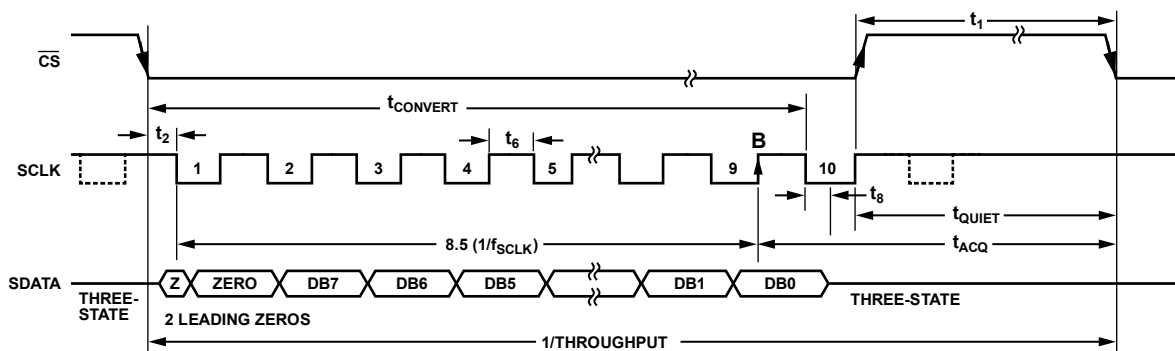 t1
CS
tCONVERT
t2
t6
B
SCLK
1
2
3
4
5
9
10
t8
tQUIET
8.5 (1/fSCLK)
tACQ
SDATA
Z
ZERO
DB7
DB6
DB5
DB1
DB0
THREE-
STATE
THREE-STATE
2 LEADING ZEROS
1/THROUGHPUT